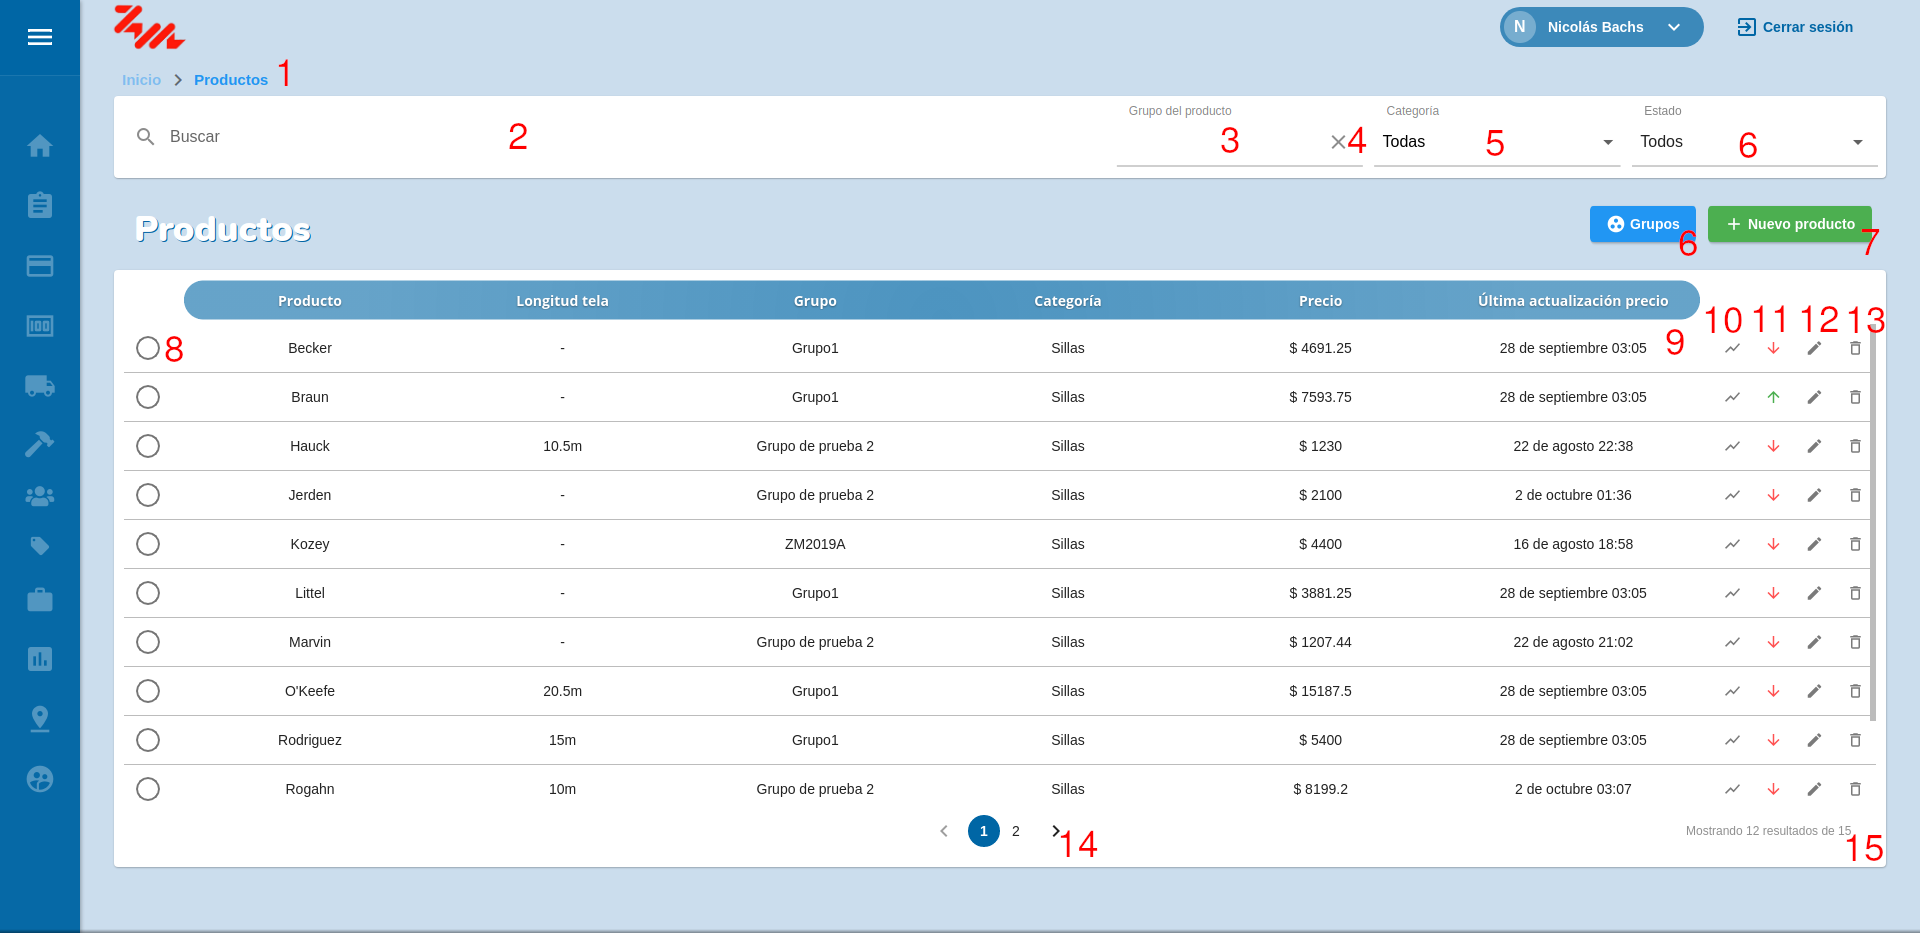 ZM
N Nicolás Bachs Cerrar sesión
Inicio > Productos 1
Grupo del producto Categoría Estado
Buscar 2 3 4 Todas 5 Todos 6
Productos Grupos 6 Nuevo producto 7
Producto Longitud tela Grupo Categoría Precio Última actualización precio
10 11 12 13
8 Becker - Grupo1 Sillas $ 4691.25 28 de septiembre 03:05 9
Braun - Grupo1 Sillas $ 7593.75 28 de septiembre 03:05
Hauck 10.5m Grupo de prueba 2 Sillas $ 1230 22 de agosto 22:38
Jerden - Grupo de prueba 2 Sillas $ 2100 2 de octubre 01:36
Kozey - ZM2019A Sillas $ 4400 16 de agosto 18:58
Littel - Grupo1 Sillas $ 3881.25 28 de septiembre 03:05
Marvin - Grupo de prueba 2 Sillas $ 1207.44 22 de agosto 21:02
O'Keefe 20.5m Grupo1 Sillas $ 15187.5 28 de septiembre 03:05
Rodriguez 15m Grupo1 Sillas $ 5400 28 de septiembre 03:05
Rogahn 10m Grupo de prueba 2 Sillas $ 8199.2 2 de octubre 03:07
1 2 14 Mostrando 12 resultados de 15 15